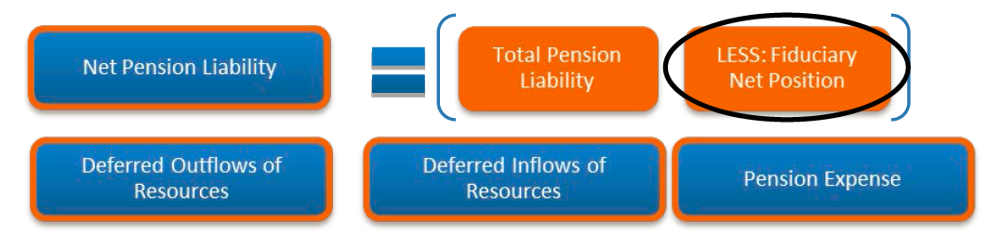 Net Pension Liability
Total Pension
Liability
LESS: Fiduciary
Net Position
Deferred Outflows of
Resources
Deferred Inflows of
Resources
Pension Expense